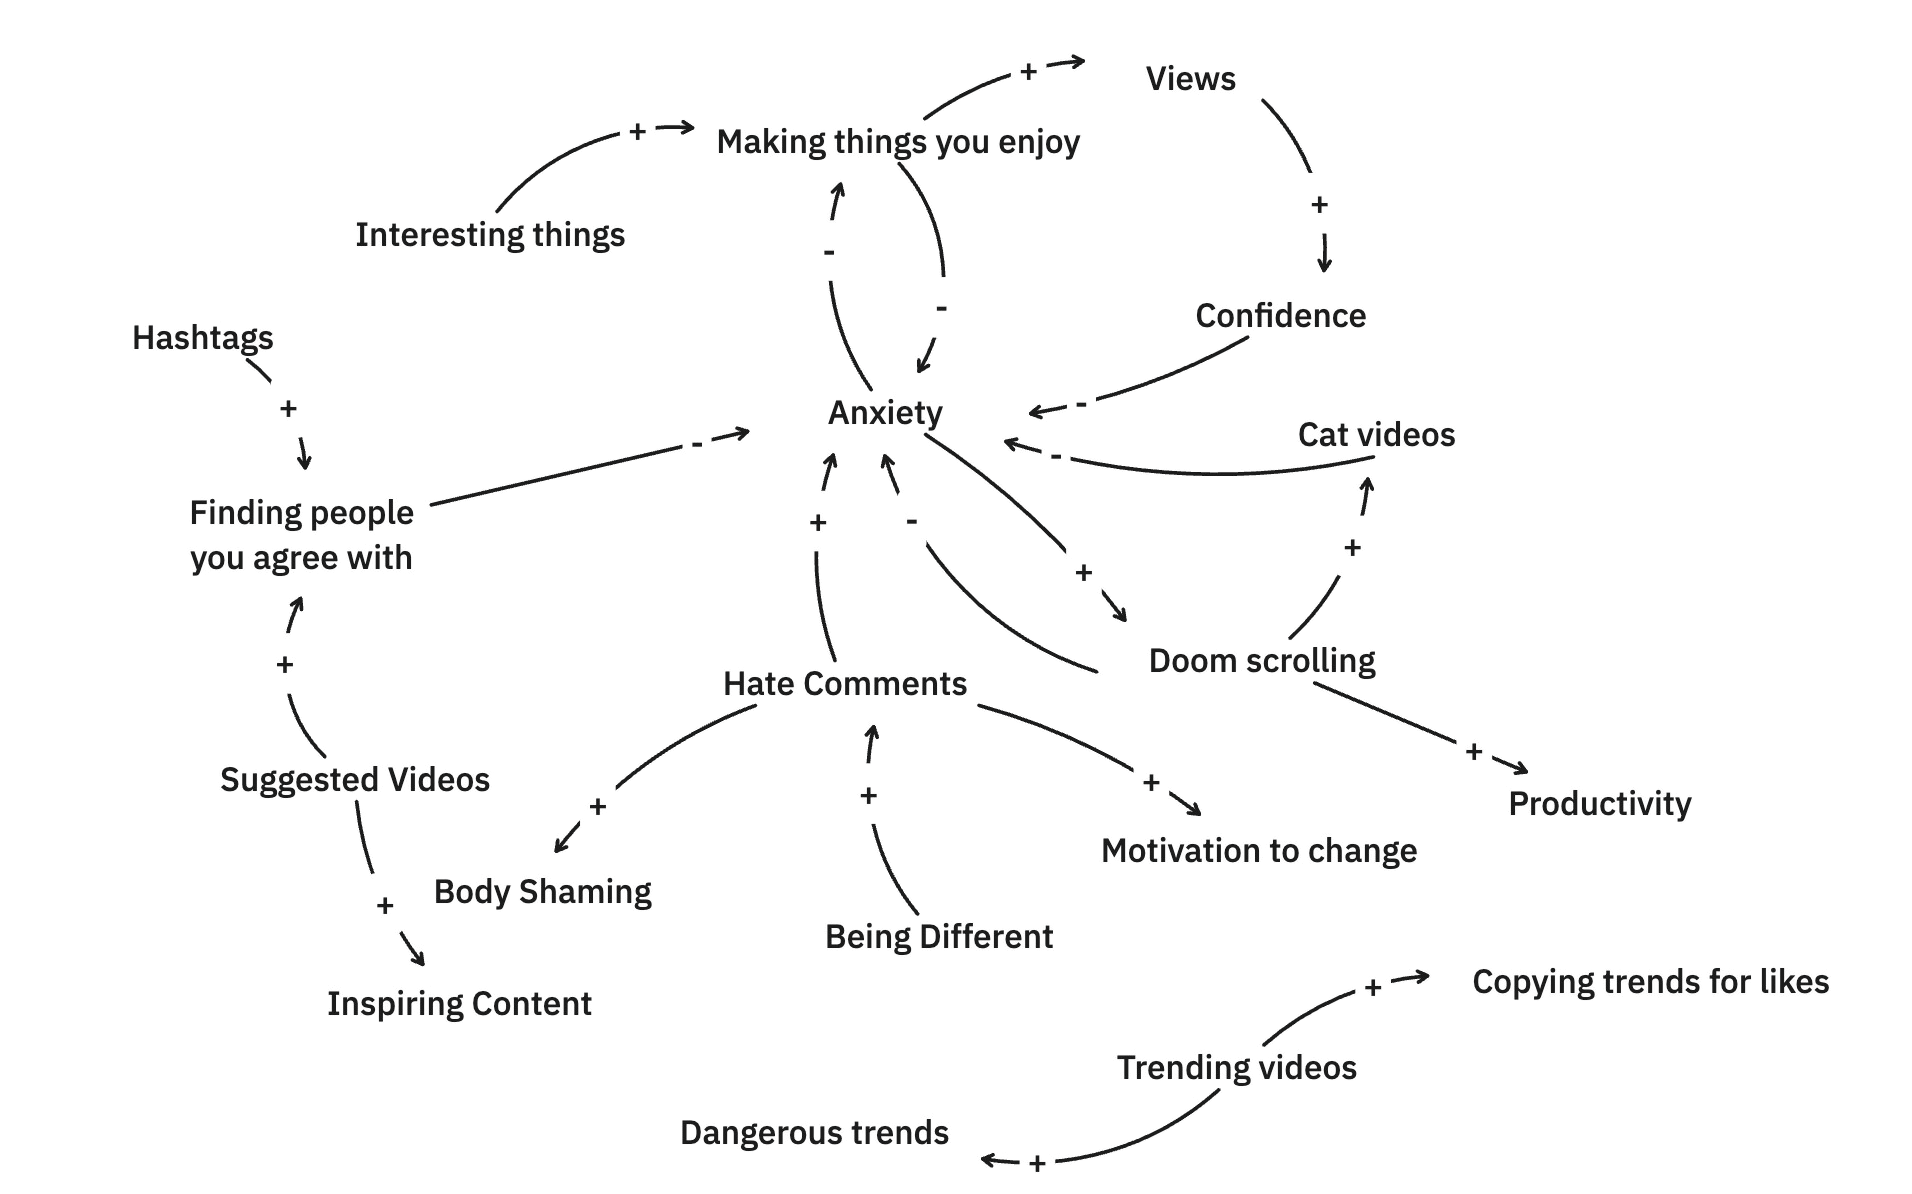 Views
+
Making things you enjoy
+
Interesting things
+
-
-
Confidence
Hashtags
+
Anxiety
-
Cat videos
-
-
Finding people
you agree with
+
-
+
+
+
Doom scrolling
Hate Comments
+
Suggested Videos
+
+
+
+
Productivity
Motivation to change
Body Shaming
+
Being Different
Inspiring Content
+
Copying trends for likes
Trending videos
Dangerous trends
+